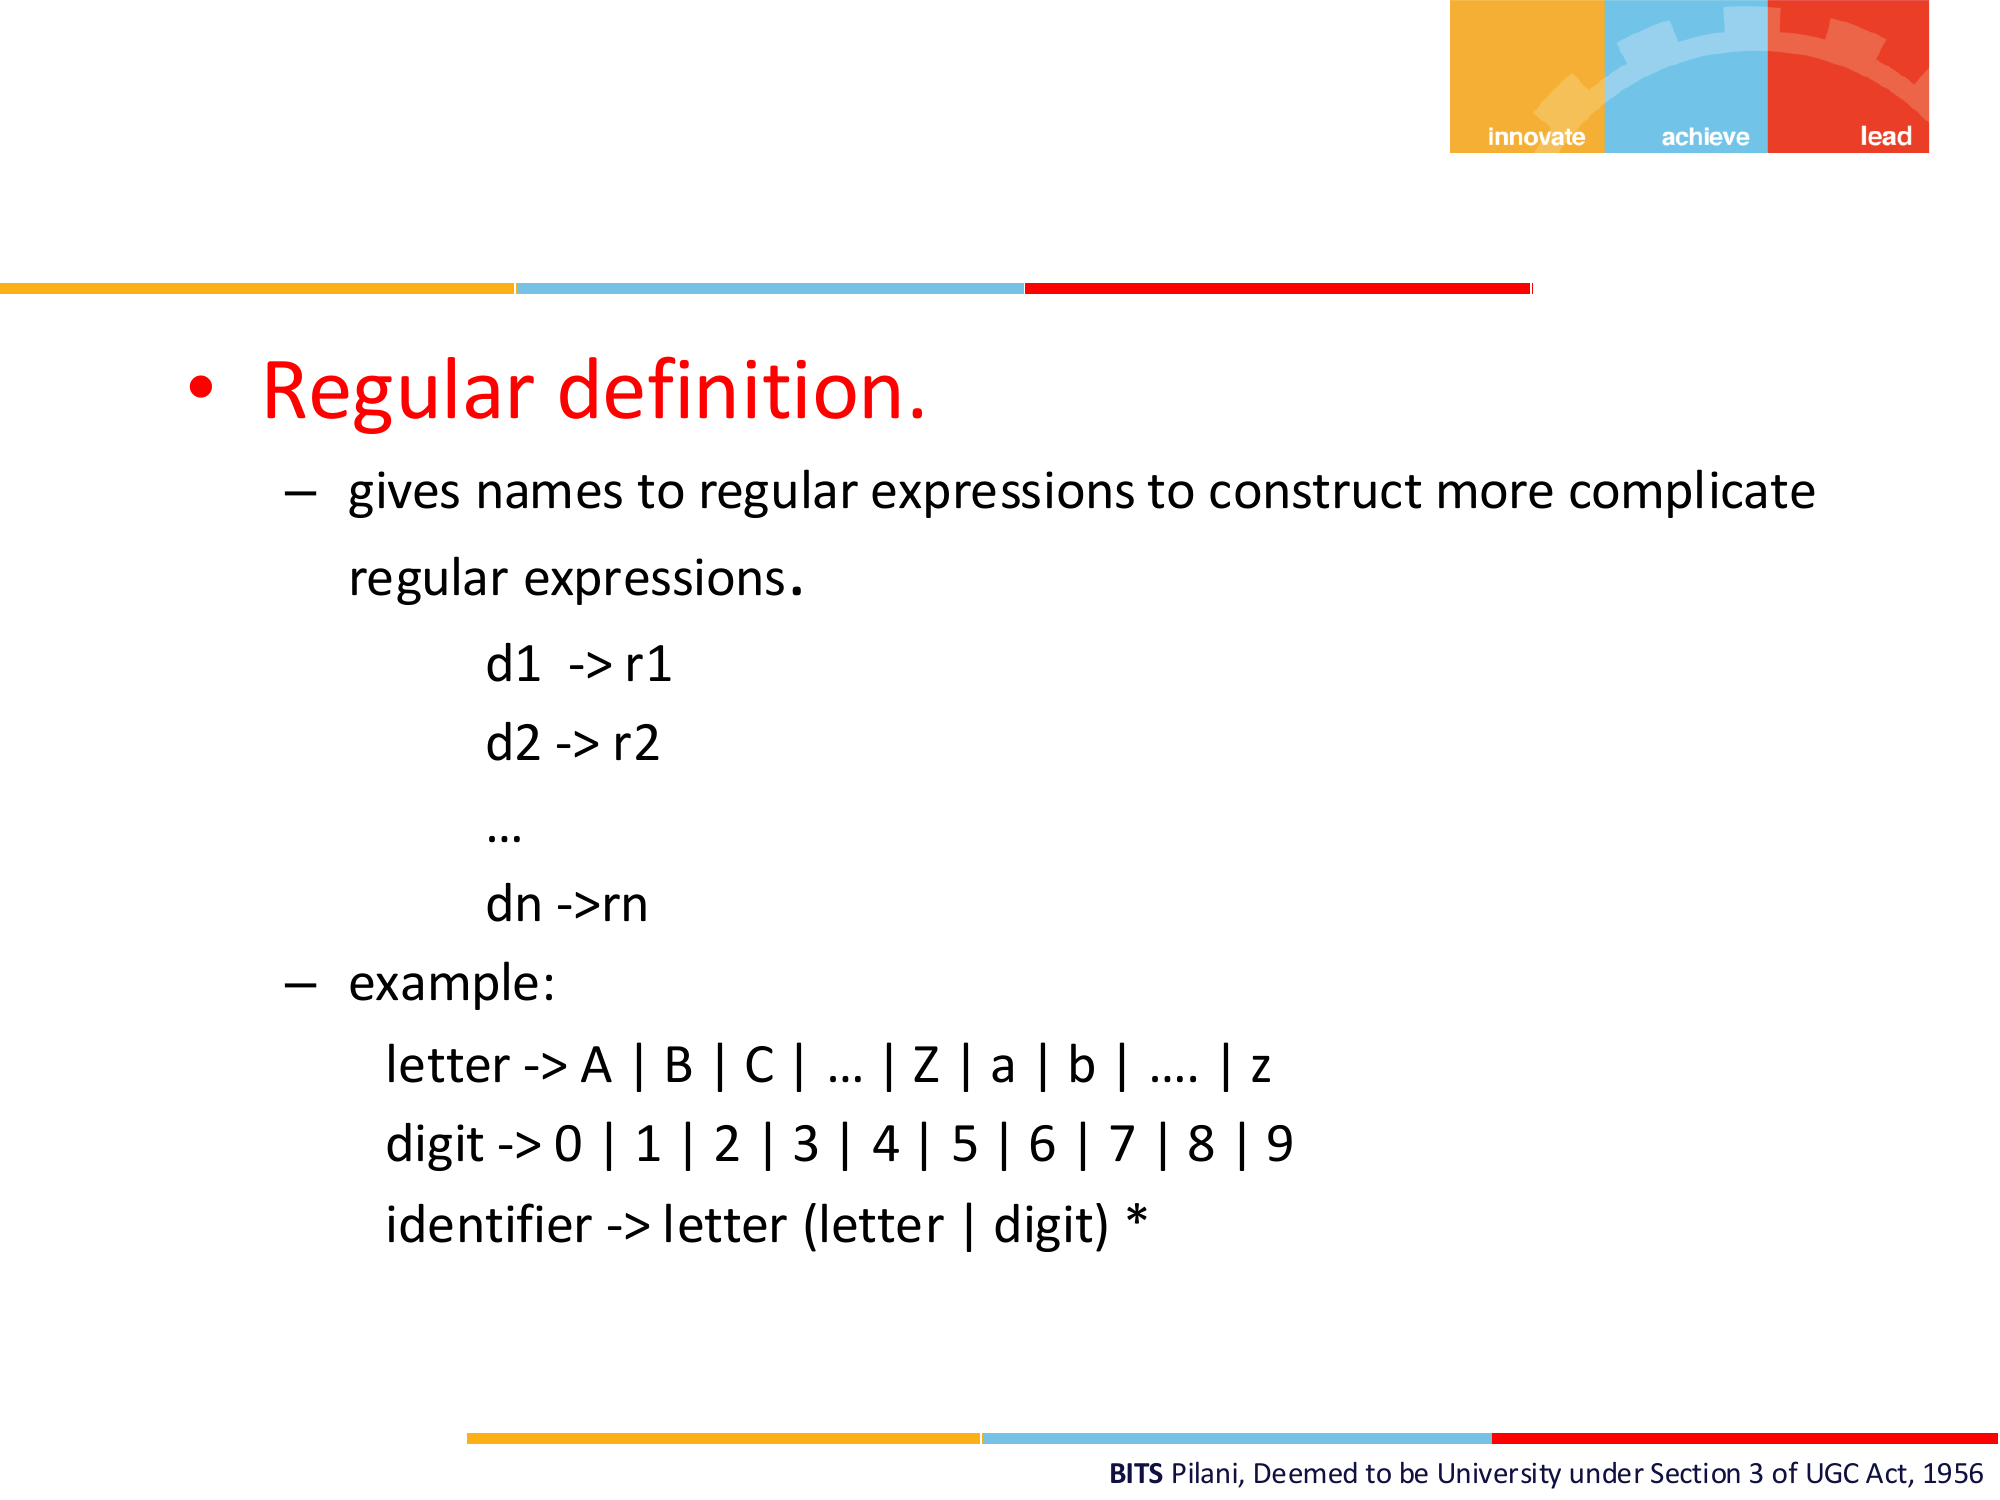 innovate achieve lead
• Regular definition.
– gives names to regular expressions to construct more complicate
regular expressions.
d1 -> r1
d2 -> r2
...
dn ->rn
– example:
letter -> A | B | C | ... | Z | a | b | .... | z
digit -> 0 | 1 | 2 | 3 | 4 | 5 | 6 | 7 | 8 | 9
identifier -> letter (letter | digit) *
BITS Pilani, Deemed to be University under Section 3 of UGC Act, 1956